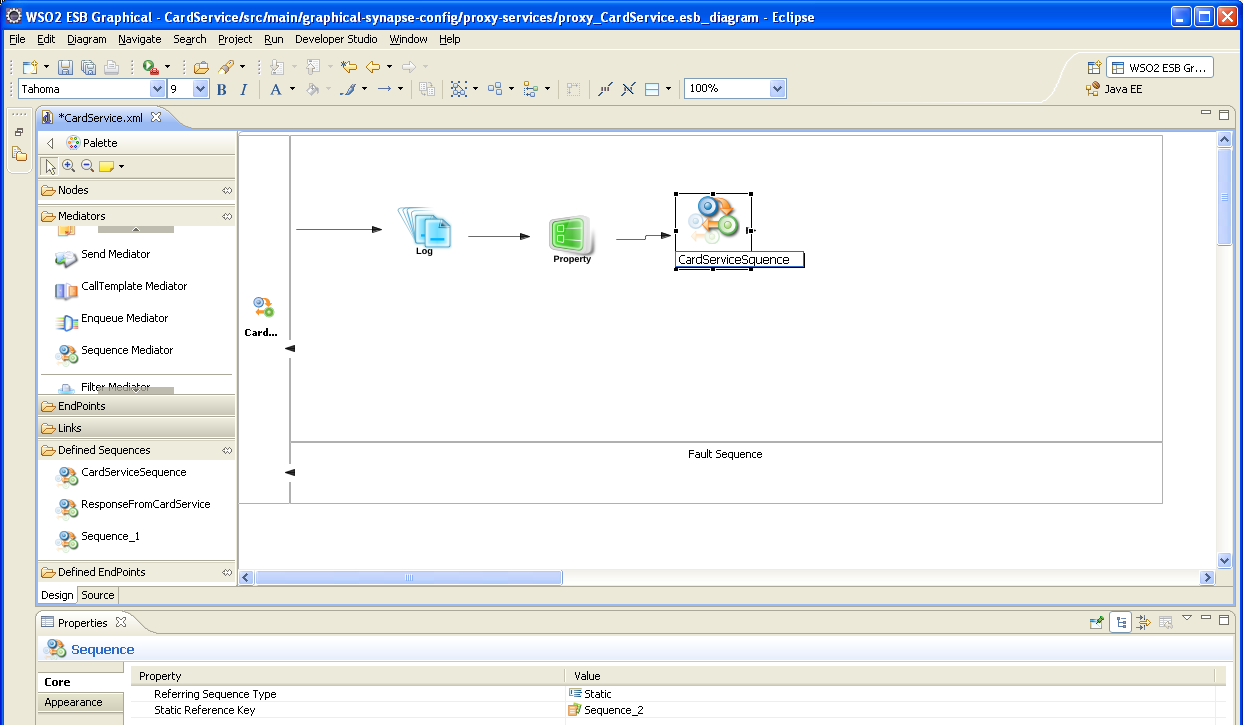 WSO2 ESB Graphical - CardService/src/main/graphical-synapse-config/proxy-services/proxy_CardService.esb_diagram - Eclipse
File Edit Diagram Navigate Search Project Run Developer Studio Window Help
WSO2 ESB Gr...
Tahoma 9 B I A 100%
Java EE
*CardService.xml
Palette
Nodes
Mediators
Send Mediator
CallTemplate Mediator
Enqueue Mediator
Sequence Mediator
Filter Mediator
EndPoints
Links
Defined Sequences
CardServiceSequence
ResponseFromCardService
Sequence_1
Defined EndPoints
Design Source
Card...
Log
Property
CardServiceSquence
Fault Sequence
Properties
Sequence
Core
Appearance
Property Value
Referring Sequence Type Static
Static Reference Key Sequence_2